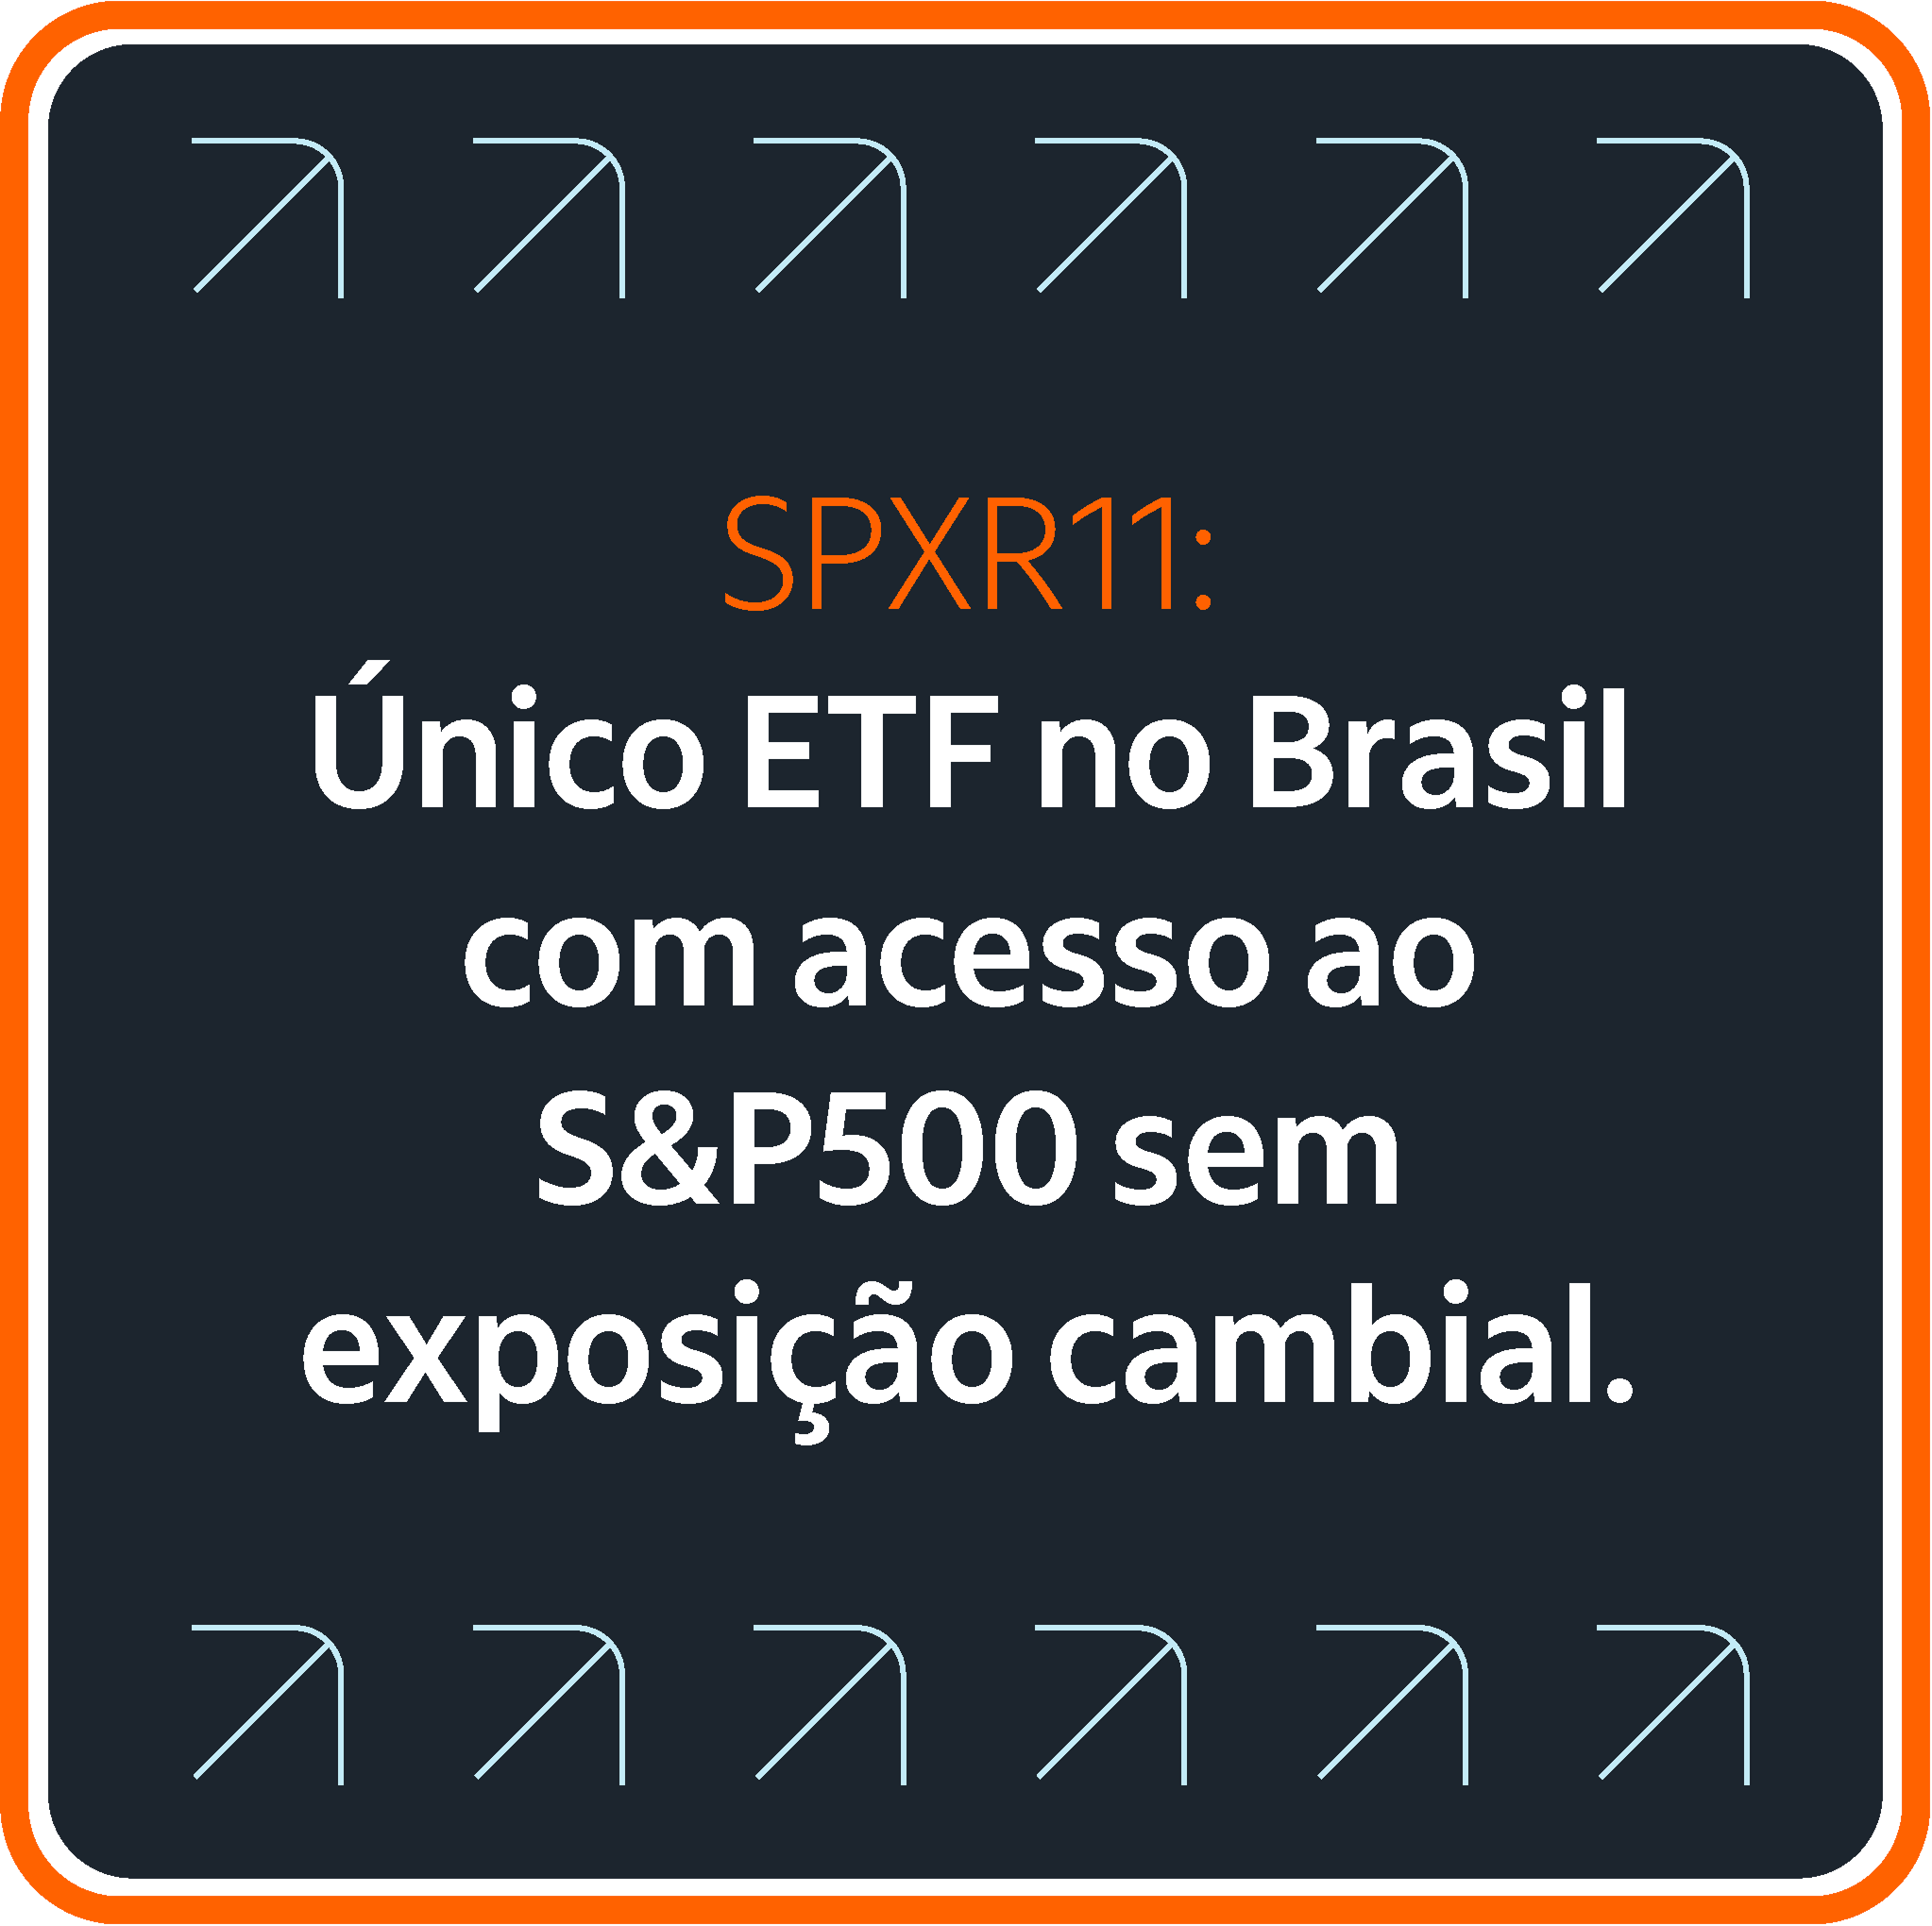 SPXR11:
Único ETF no Brasil
com acesso ao
S&P500 sem
exposição cambial.